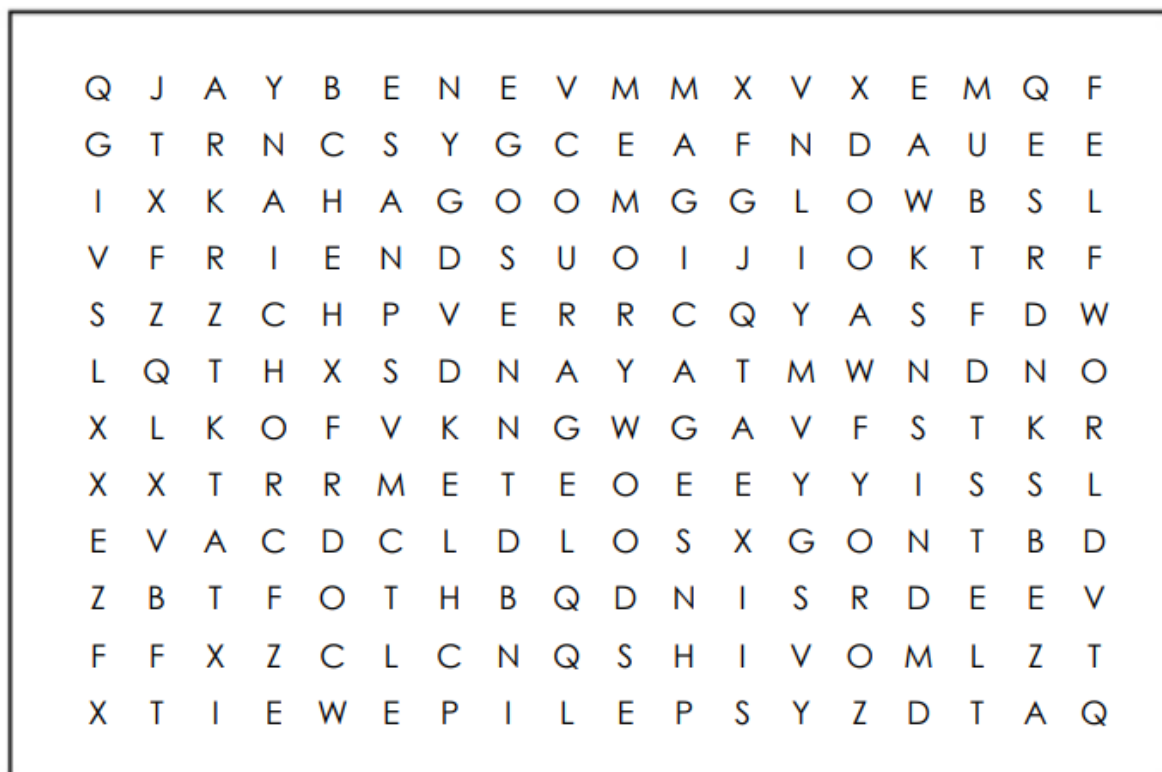 Q J A Y B E N E V M M X V X E M Q F
G T R N C S Y G C E A F N D A U E E
I X K A H A G O O M G G L O W B S L
V F R I E N D S U O I J I O K T R F
S Z Z C H P V E R R C Q Y A S F D W
L Q T H X S D N A Y A T M W N D N O
X L K O F V K N G W G A V F S T K R
X X T R R M E T E O E E Y Y I S S L
E V A C D C L D L O S X G O N T B D
Z B T F O T H B Q D N I S R D E E V
F F X Z C L C N Q S H I V O M L Z T
X T I E W E P I L E P S Y Z D T A Q